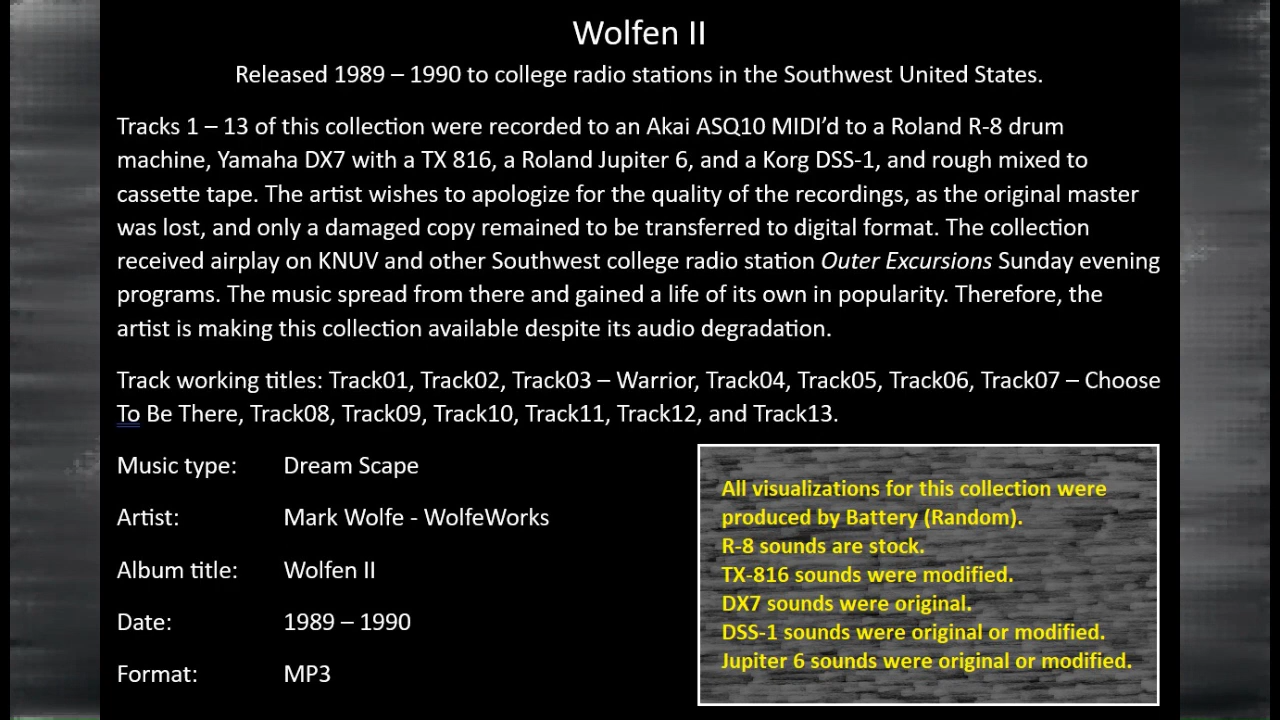 Wolfen II
Released 1989 – 1990 to college radio stations in the Southwest United States.
Tracks 1 – 13 of this collection were recorded to an Akai ASQ10 MIDI’d to a Roland R-8 drum
machine, Yamaha DX7 with a TX 816, a Roland Jupiter 6, and a Korg DSS-1, and rough mixed to
cassette tape. The artist wishes to apologize for the quality of the recordings, as the original master
was lost, and only a damaged copy remained to be transferred to digital format. The collection
received airplay on KNUV and other Southwest college radio station Outer Excursions Sunday evening
programs. The music spread from there and gained a life of its own in popularity. Therefore, the
artist is making this collection available despite its audio degradation.
Track working titles: Track01, Track02, Track03 – Warrior, Track04, Track05, Track06, Track07 – Choose
To Be There, Track08, Track09, Track10, Track11, Track12, and Track13.
Music type: Dream Scape
Artist: Mark Wolfe - WolfeWorks
Album title: Wolfen II
Date: 1989 – 1990
Format: MP3
All visualizations for this collection were
produced by Battery (Random).
R-8 sounds are stock.
TX-816 sounds were modified.
DX7 sounds were original.
DSS-1 sounds were original or modified.
Jupiter 6 sounds were original or modified.